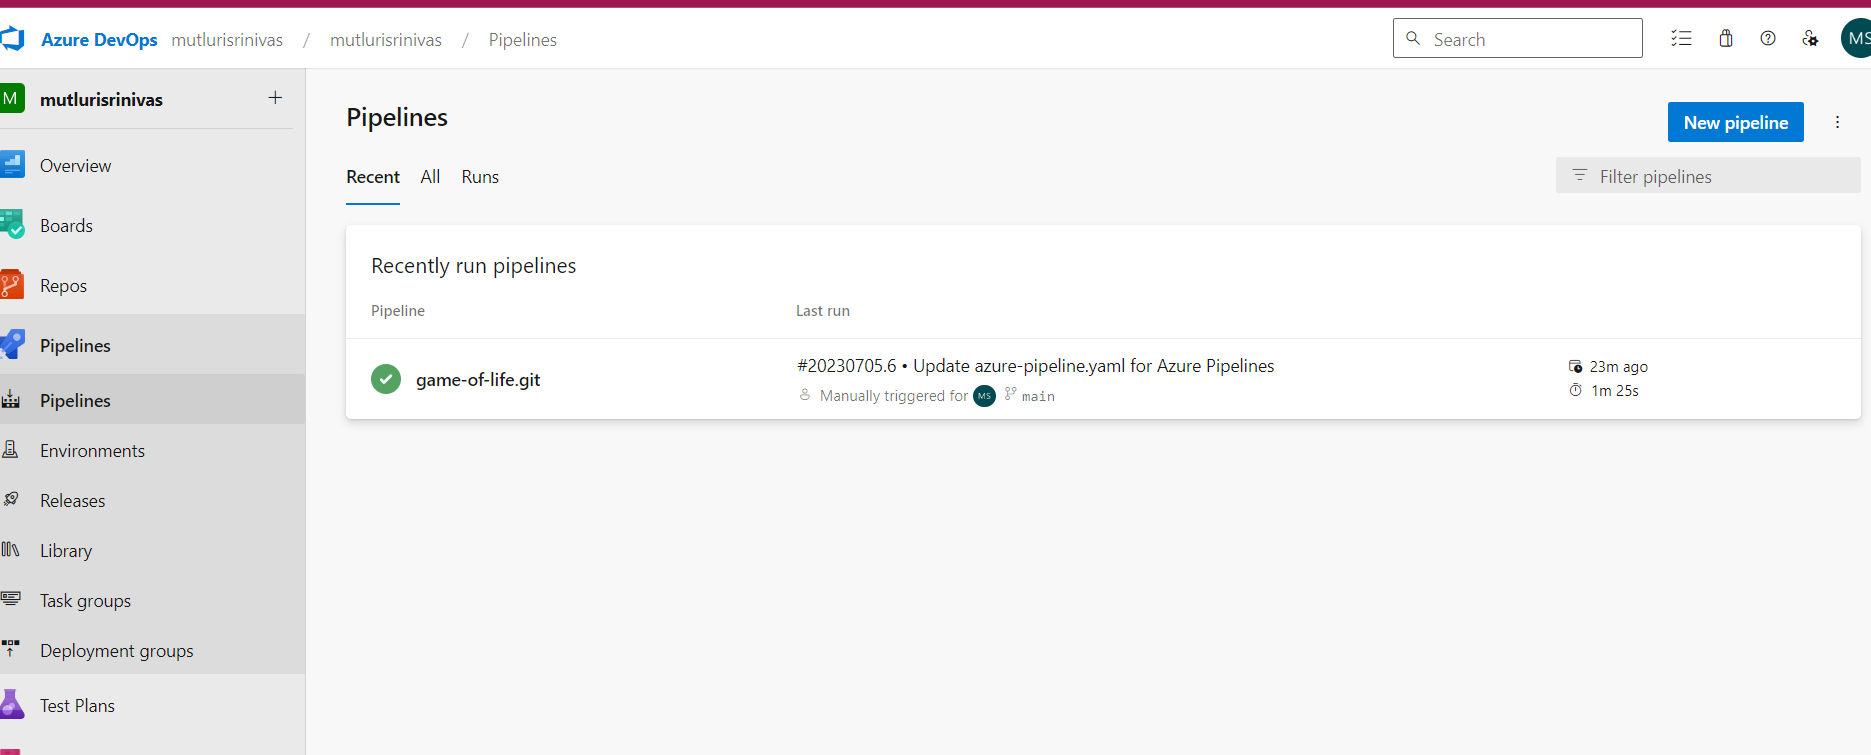 Azure DevOps mutlurisrinivas / mutlurisrinivas / Pipelines
Search
MS
M mutlurisrinivas +
Overview
Boards
Repos
Pipelines
Pipelines
Environments
Releases
Library
Task groups
Deployment groups
Test Plans
Pipelines
New pipeline
Recent All Runs
Filter pipelines
Recently run pipelines
Pipeline Last run
game-of-life.git
#20230705.6 • Update azure-pipeline.yaml for Azure Pipelines
Manually triggered for MS main
23m ago
1m 25s